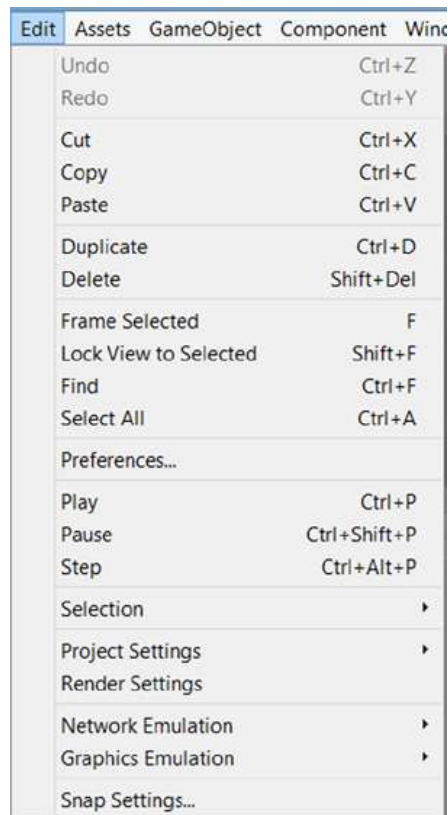 Edit Assets GameObject Component Wind
Undo Ctrl+Z
Redo Ctrl+Y
Cut Ctrl+X
Copy Ctrl+C
Paste Ctrl+V
Duplicate Ctrl+D
Delete Shift+Del
Frame Selected F
Lock View to Selected Shift+F
Find Ctrl+F
Select All Ctrl+A
Preferences...
Play Ctrl+P
Pause Ctrl+Shift+P
Step Ctrl+Alt+P
Selection
Project Settings
Render Settings
Network Emulation
Graphics Emulation
Snap Settings...